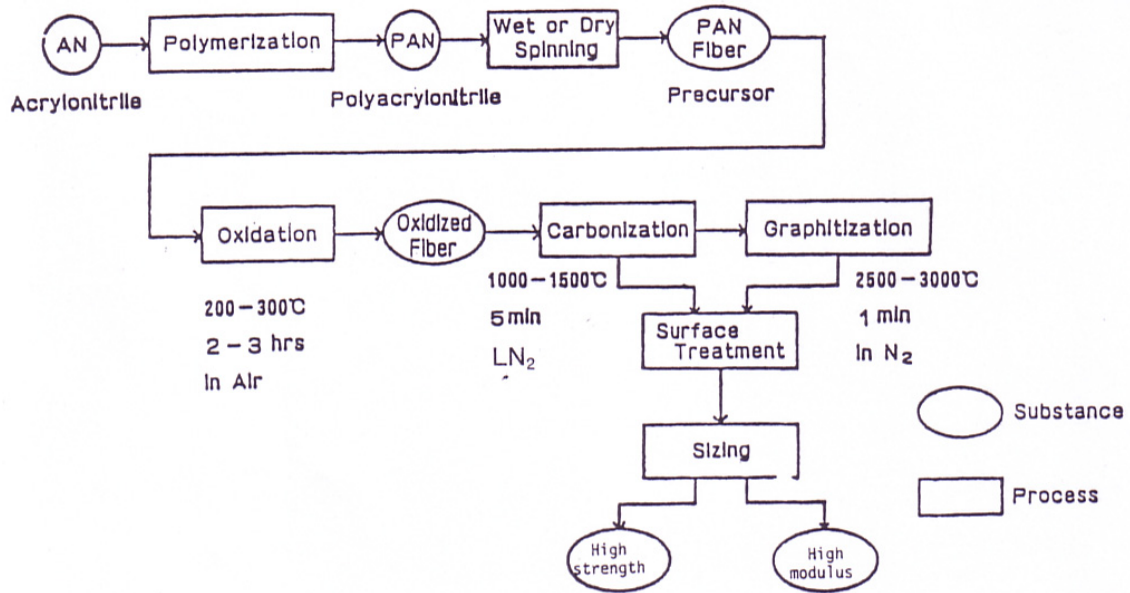 AN
Polymerization
PAN
Wet or Dry
Spinning
PAN
Fiber
Acrylonitrile
Polyacrylonitrile
Precursor
Oxidation
Oxidized
Fiber
Carbonization
Graphitization
200-300℃
2-3 hrs
In Air
1000-1500℃
5 min
LN₂
2500-3000℃
1 min
In N₂
Surface
Treatment
Sizing
High
strength
High
modulus
Substance
Process